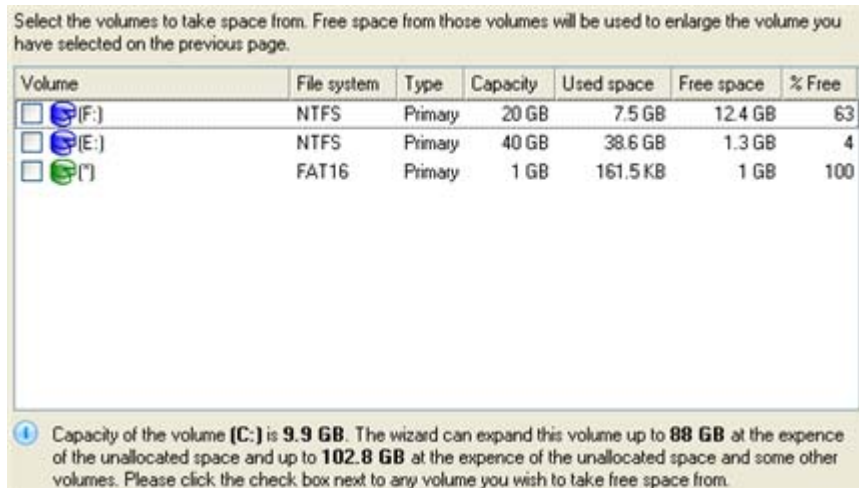 Select the volumes to take space from. Free space from those volumes will be used to enlarge the volume you
have selected on the previous page.
Volume File system Type Capacity Used space Free space % Free
(F:) NTFS Primary 20 GB 7.5 GB 12.4 GB 63
(E:) NTFS Primary 40 GB 38.6 GB 1.3 GB 4
(*) FAT16 Primary 1 GB 161.5 KB 1 GB 100
Capacity of the volume (C:) is 9.9 GB. The wizard can expand this volume up to 88 GB at the expence
of the unallocated space and up to 102.8 GB at the expence of the unallocated space and some other
volumes. Please click the check box next to any volume you wish to take free space from.